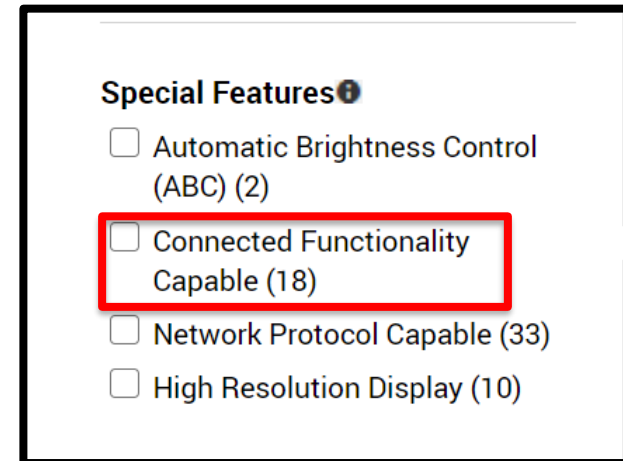 Special Features
Automatic Brightness Control
(ABC) (2)
Connected Functionality
Capable (18)
Network Protocol Capable (33)
High Resolution Display (10)